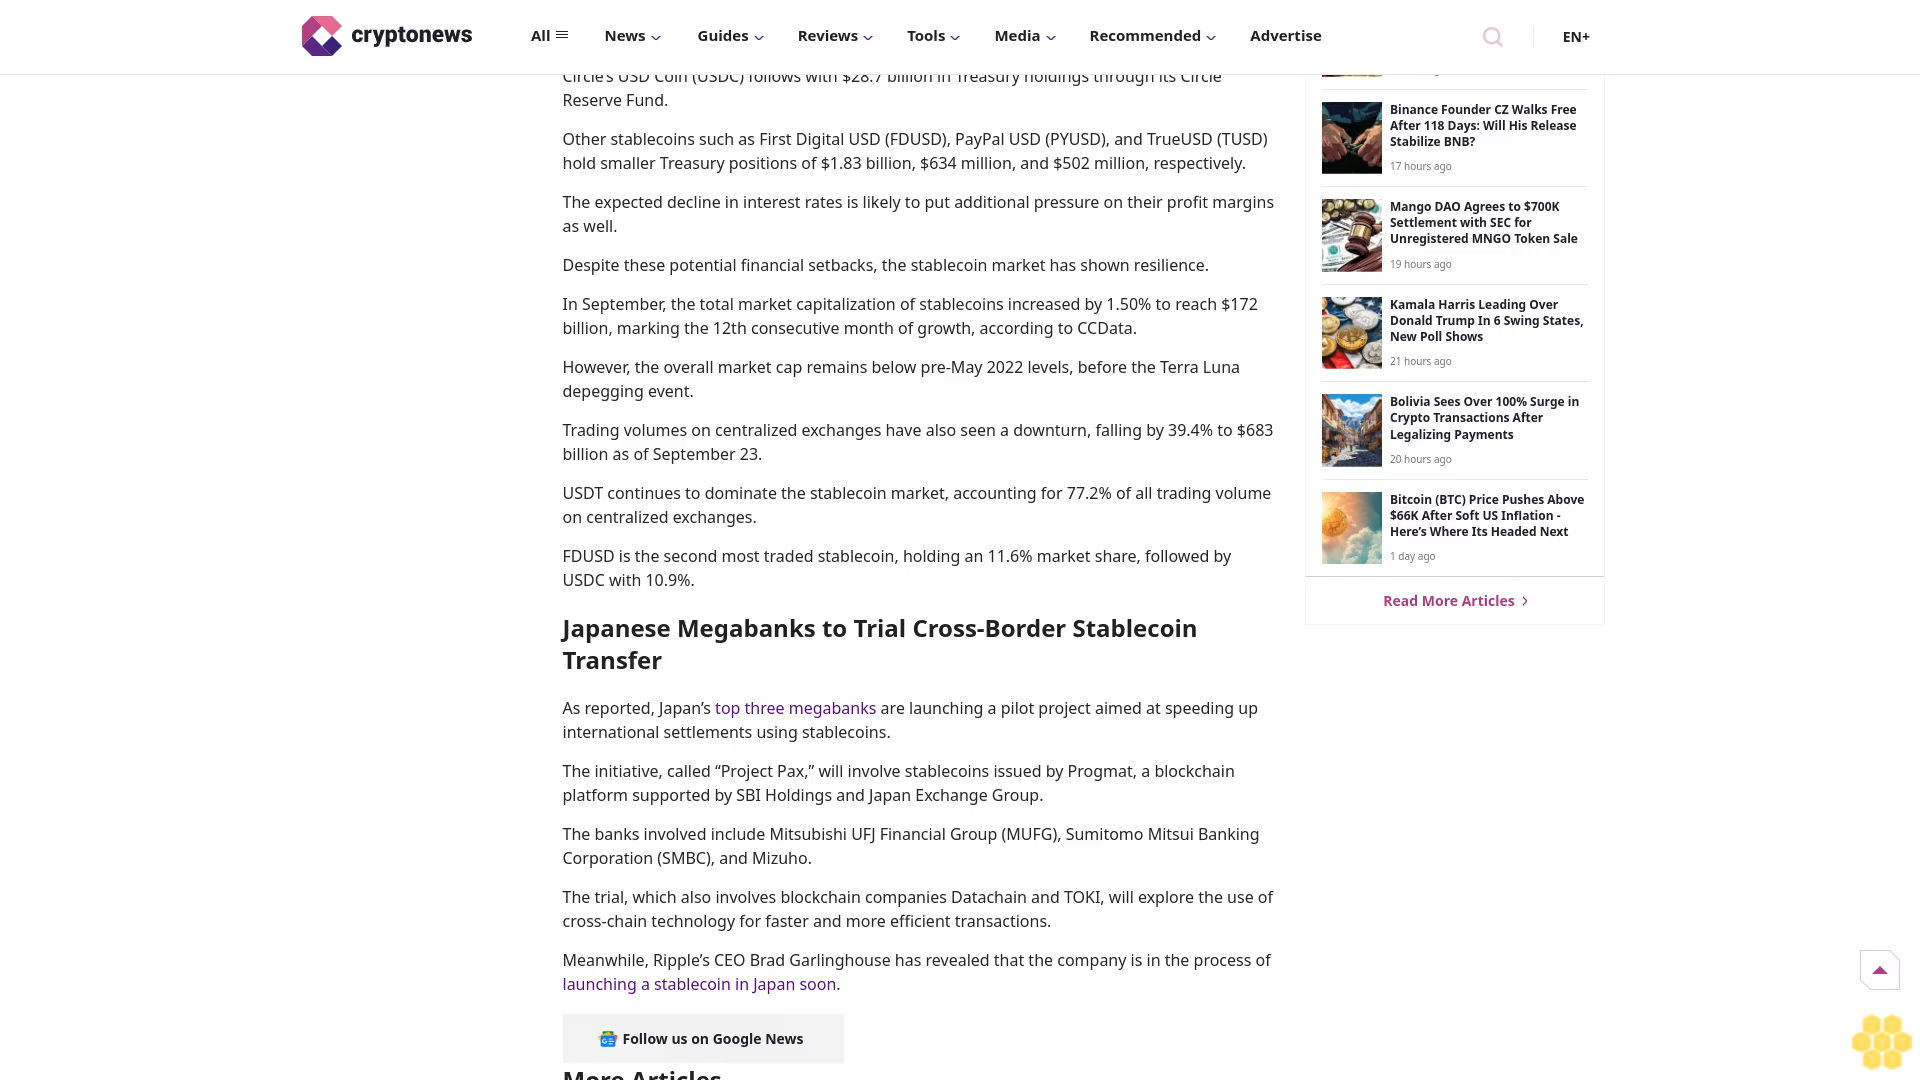 cryptonews
All
News
Guides
Reviews
Tools
Media
Recommended
Advertise
EN+
Circle's USD Coin (USDC) follows with $28.7 billion in Treasury holdings through its Circle
Reserve Fund.
Other stablecoins such as First Digital USD (FDUSD), PayPal USD (PYUSD), and TrueUSD (TUSD)
hold smaller Treasury positions of $1.83 billion, $634 million, and $502 million, respectively.
The expected decline in interest rates is likely to put additional pressure on their profit margins
as well.
Despite these potential financial setbacks, the stablecoin market has shown resilience.
In September, the total market capitalization of stablecoins increased by 1.50% to reach $172
billion, marking the 12th consecutive month of growth, according to CCData.
However, the overall market cap remains below pre-May 2022 levels, before the Terra Luna
depegging event.
Trading volumes on centralized exchanges have also seen a downturn, falling by 39.4% to $683
billion as of September 23.
USDT continues to dominate the stablecoin market, accounting for 77.2% of all trading volume
on centralized exchanges.
FDUSD is the second most traded stablecoin, holding an 11.6% market share, followed by
USDC with 10.9%.
Japanese Megabanks to Trial Cross-Border Stablecoin
Transfer
As reported, Japan’s top three megabanks are launching a pilot project aimed at speeding up
international settlements using stablecoins.
The initiative, called “Project Pax,” will involve stablecoins issued by Progmat, a blockchain
platform supported by SBI Holdings and Japan Exchange Group.
The banks involved include Mitsubishi UFJ Financial Group (MUFG), Sumitomo Mitsui Banking
Corporation (SMBC), and Mizuho.
The trial, which also involves blockchain companies Datachain and TOKI, will explore the use of
cross-chain technology for faster and more efficient transactions.
Meanwhile, Ripple’s CEO Brad Garlinghouse has revealed that the company is in the process of
launching a stablecoin in Japan soon.
Follow us on Google News
More Articles
Binance Founder CZ Walks Free
After 118 Days: Will His Release
Stabilize BNB?
17 hours ago
Mango DAO Agrees to $700K
Settlement with SEC for
Unregistered MNGO Token Sale
19 hours ago
Kamala Harris Leading Over
Donald Trump In 6 Swing States,
New Poll Shows
21 hours ago
Bolivia Sees Over 100% Surge in
Crypto Transactions After
Legalizing Payments
20 hours ago
Bitcoin (BTC) Price Pushes Above
$66K After Soft US Inflation -
Here’s Where Its Headed Next
1 day ago
Read More Articles